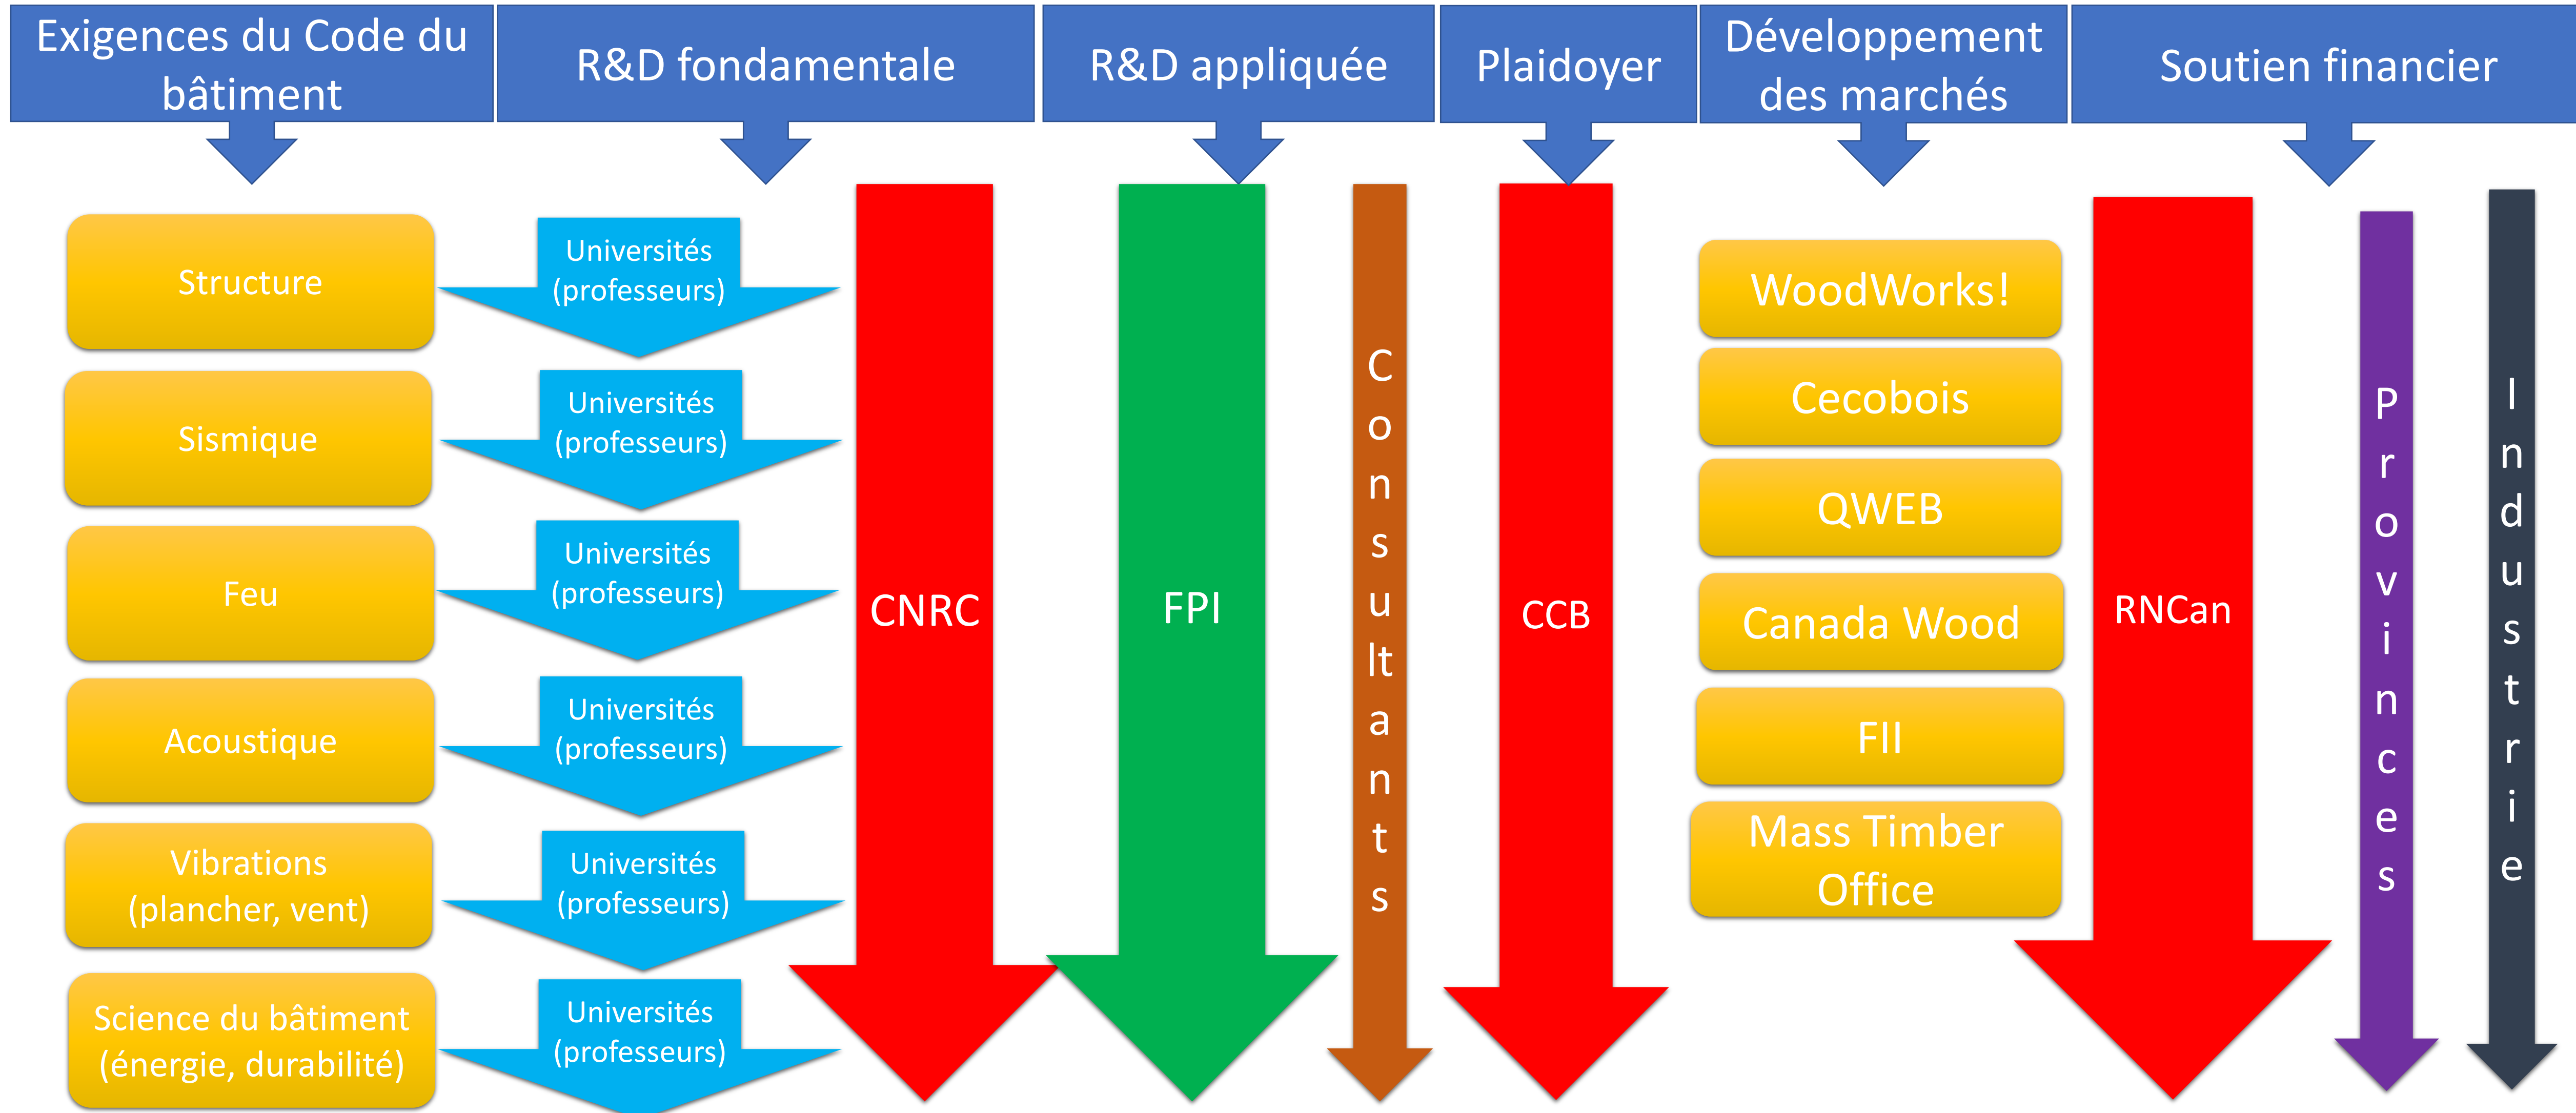 Exigences du Code du
bâtiment
R&D fondamentale
R&D appliquée
Plaidoyer
Développement
des marchés
Soutien financier
Structure
Sismique
Feu
Acoustique
Vibrations
(plancher, vent)
Science du bâtiment
(énergie, durabilité)
Universités
(professeurs)
Universités
(professeurs)
Universités
(professeurs)
Universités
(professeurs)
Universités
(professeurs)
Universités
(professeurs)
CNRC
FPI
Consultants
CCB
WoodWorks!
Cecobois
QWEB
Canada Wood
FII
Mass Timber
Office
RNCan
Provinces
Industrie